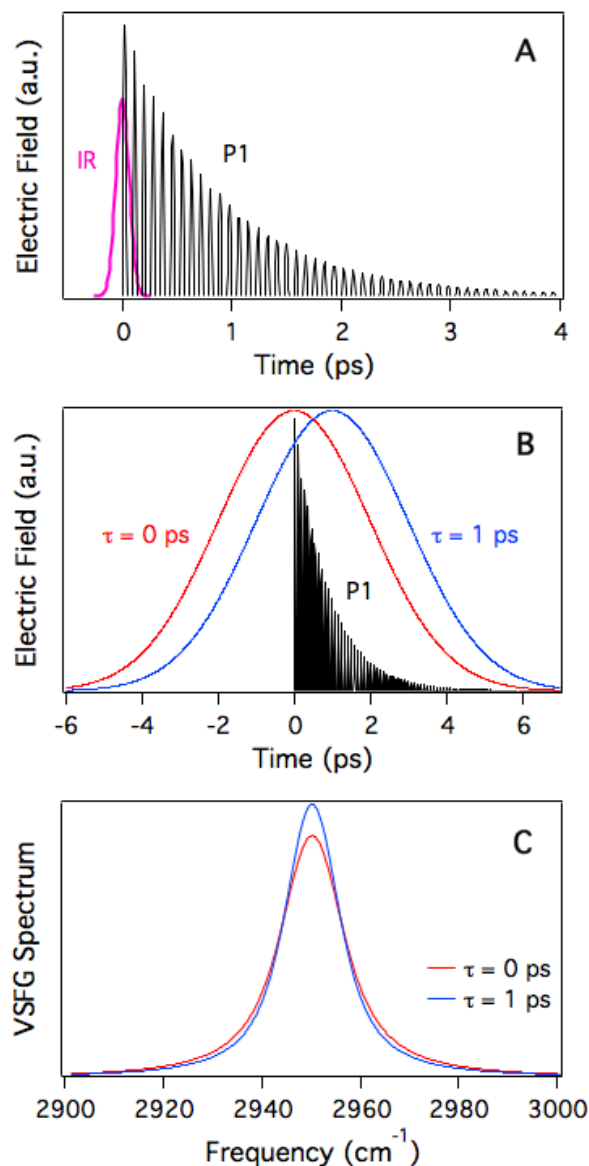 A
Electric Field (a.u.)
IR
P1
0 1 2 3 4
Time (ps)
B
Electric Field (a.u.)
τ = 0 ps
τ = 1 ps
P1
-6 -4 -2 0 2 4 6
Time (ps)
C
VSFG Spectrum
τ = 0 ps
τ = 1 ps
2900 2920 2940 2960 2980 3000
Frequency (cm⁻¹)